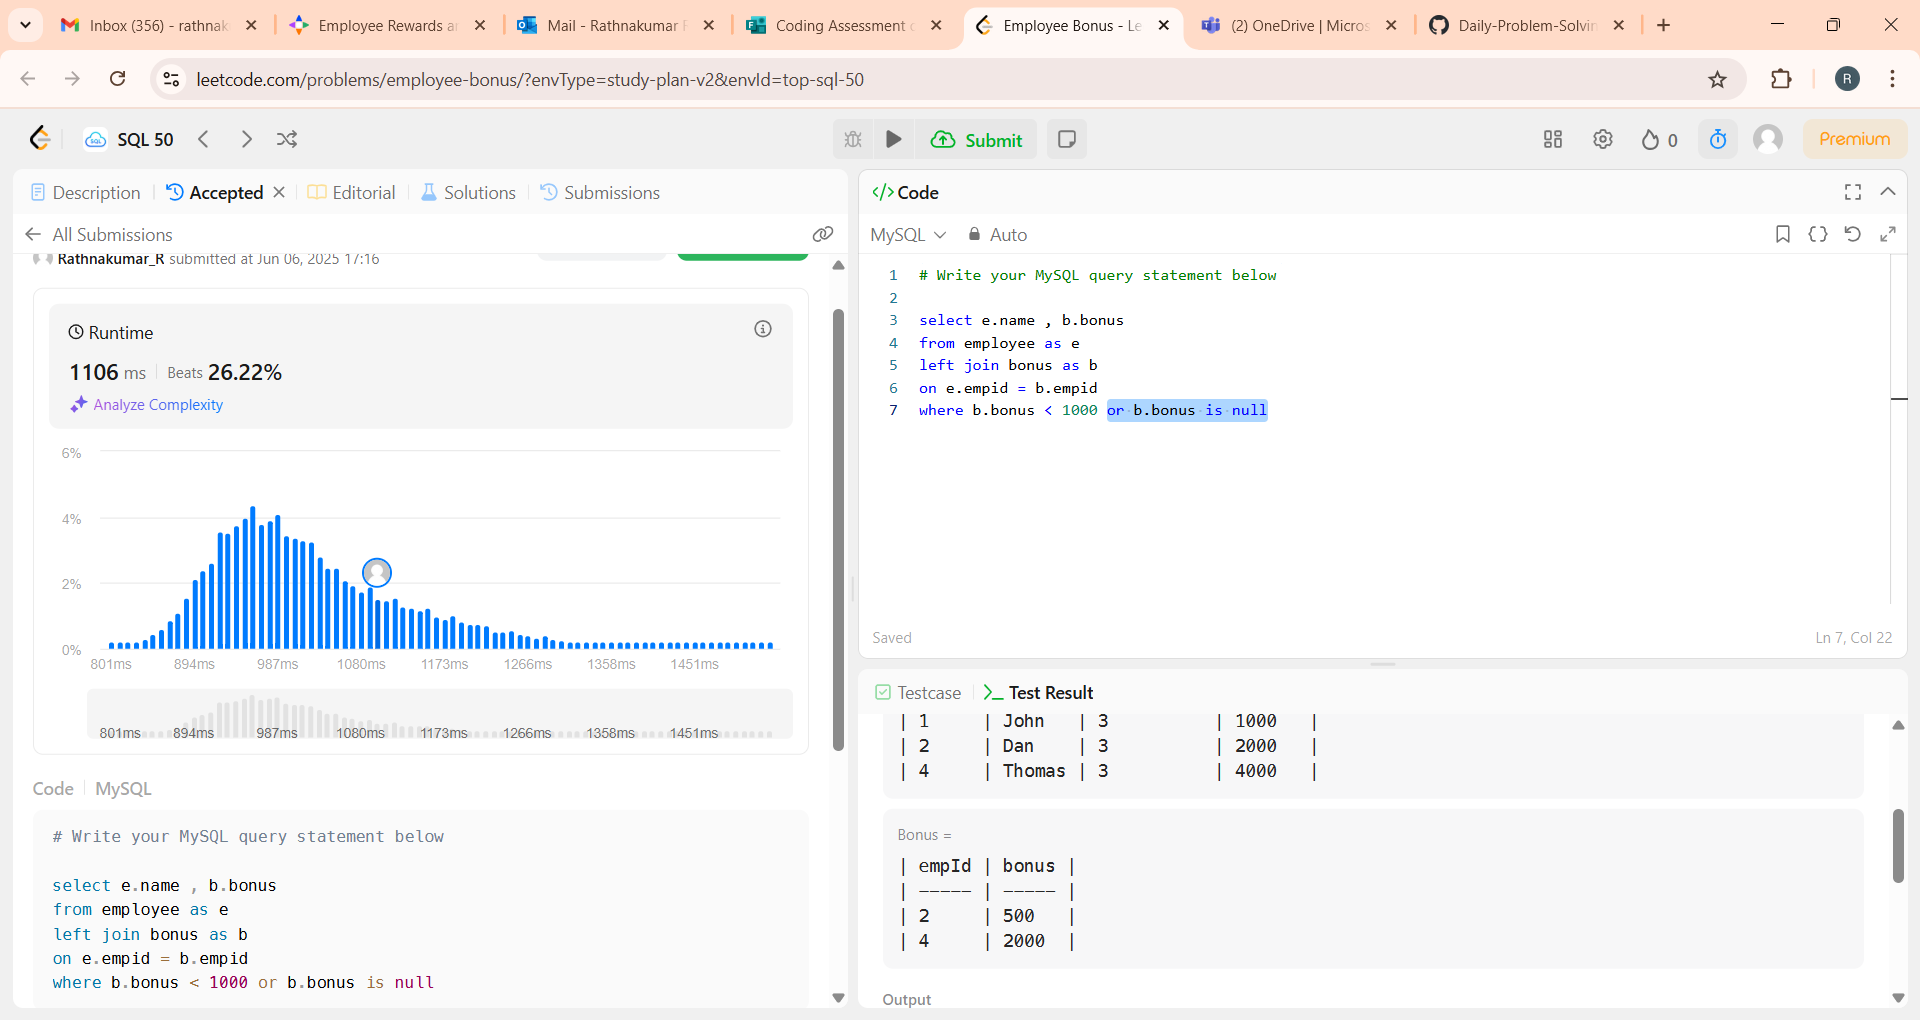 Inbox (356) - rathnak
Employee Rewards a
Mail - Rathnakumar
Coding Assessment
Employee Bonus - Le
(2) OneDrive | Micros
Daily-Problem-Solvin
leetcode.com/problems/employee-bonus/?envType=study-plan-v2&envId=top-sql-50
R
SQL 50
Submit
0
Premium
Description
Accepted
Editorial
Solutions
Submissions
All Submissions
Rathnakumar_R submitted at Jun 06, 2025 17:16
Runtime
1106 ms Beats 26.22%
Analyze Complexity
6%
4%
2%
0%
801ms 894ms 987ms 1080ms 1173ms 1266ms 1358ms 1451ms
801ms 894ms 987ms 1080ms 1173ms 1266ms 1358ms 1451ms
Code MySQL
# Write your MySQL query statement below
select e.name , b.bonus
from employee as e
left join bonus as b
on e.empid = b.empid
where b.bonus < 1000 or b.bonus is null
</> Code
MySQL Auto
1 # Write your MySQL query statement below
2
3 select e.name , b.bonus
4 from employee as e
5 left join bonus as b
6 on e.empid = b.empid
7 where b.bonus < 1000 or b.bonus is null
Saved
Ln 7, Col 22
Testcase
Test Result
| 1 | John | 3 | 1000 |
| 2 | Dan | 3 | 2000 |
| 4 | Thomas | 3 | 4000 |
Bonus =
| empId | bonus |
| ----- | ----- |
| 2 | 500 |
| 4 | 2000 |
Output